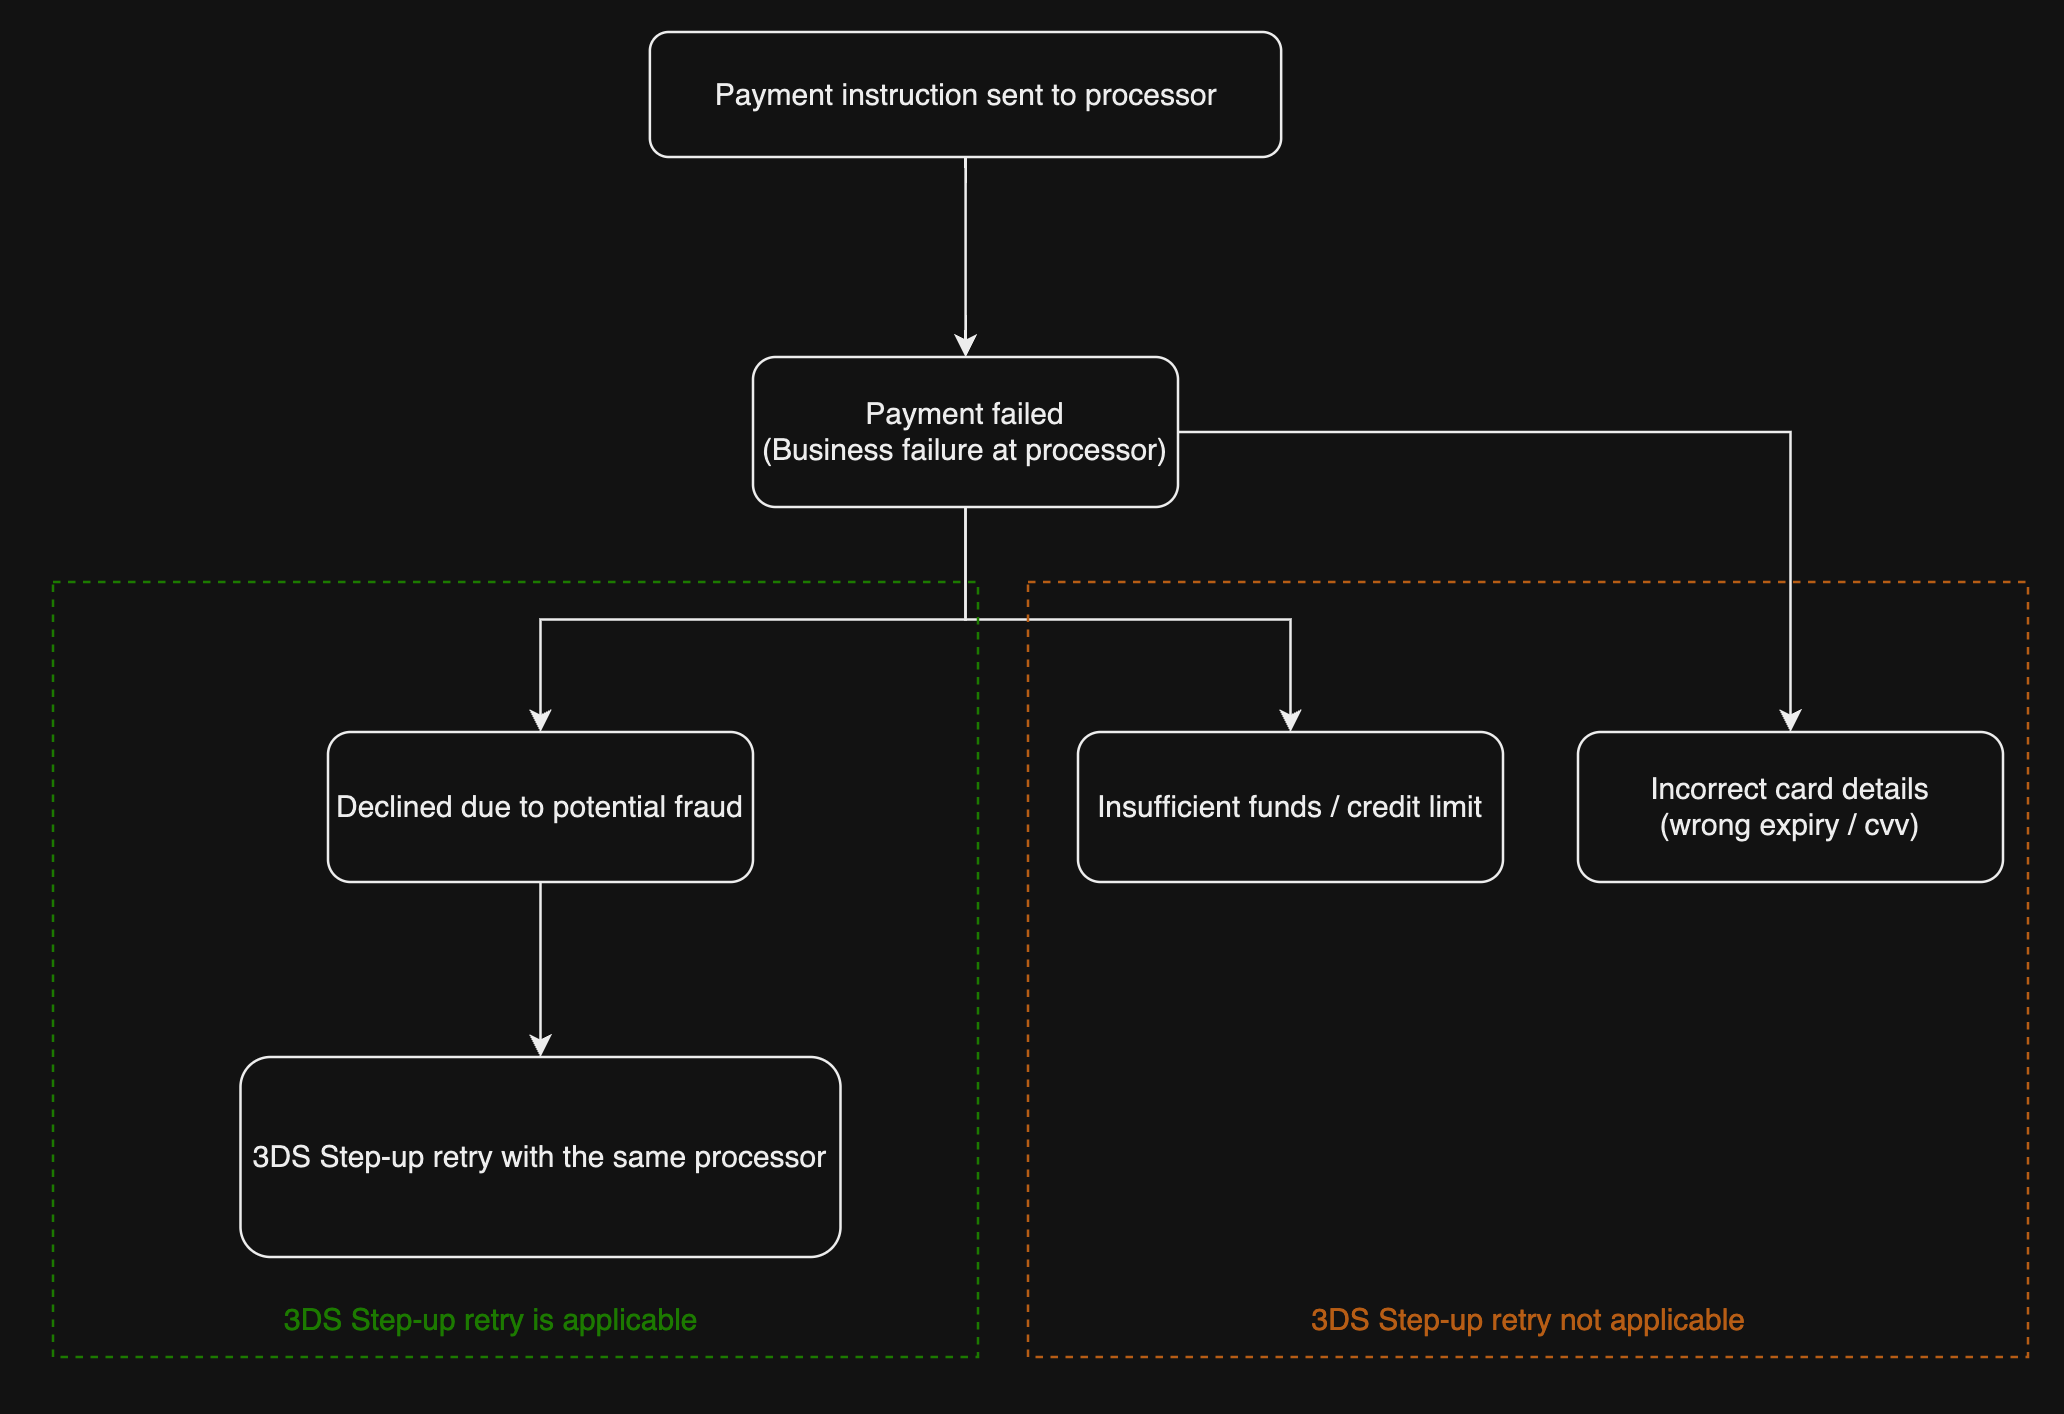 Payment instruction sent to processor
Payment failed
(Business failure at processor)
Declined due to potential fraud
Insufficient funds / credit limit
Incorrect card details
(wrong expiry / cvv)
3DS Step-up retry with the same processor
3DS Step-up retry is applicable
3DS Step-up retry not applicable